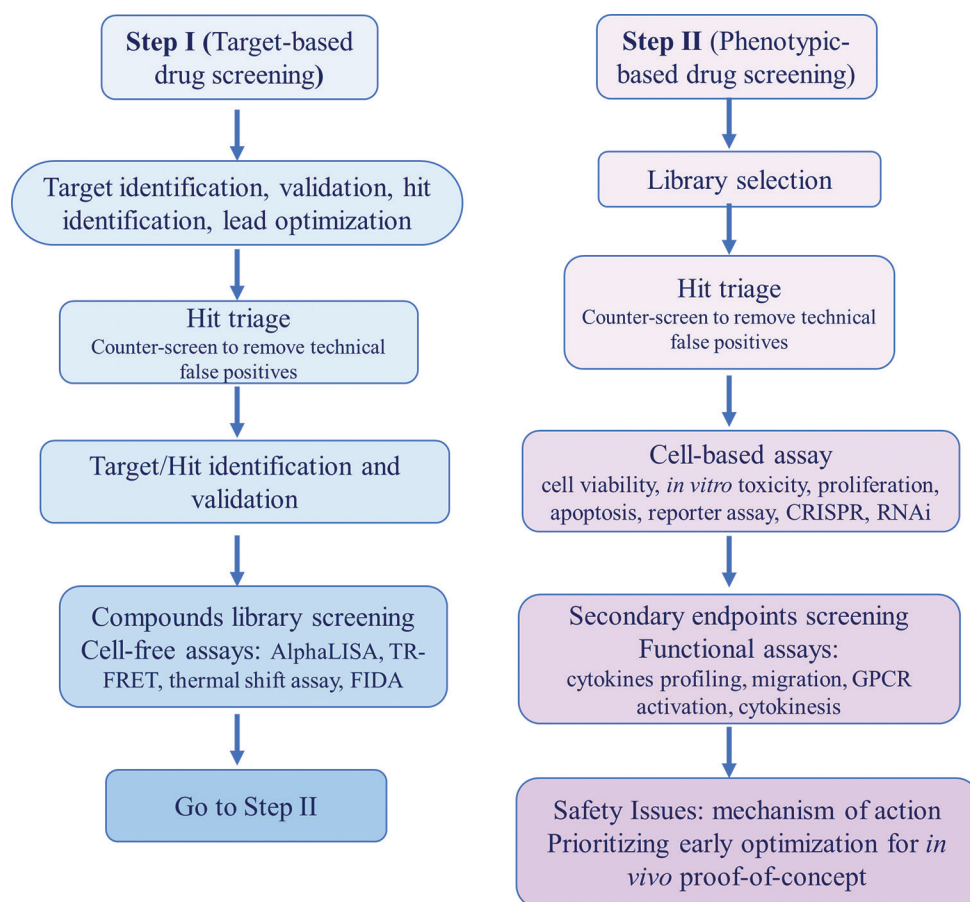 Step I (Target-based
drug screening)
Target identification, validation, hit
identification, lead optimization
Hit triage
Counter-screen to remove technical
false positives
Target/Hit identification and
validation
Compounds library screening
Cell-free assays: AlphaLISA, TR-
FRET, thermal shift assay, FIDA
Go to Step II
Step II (Phenotypic-
based drug screening)
Library selection
Hit triage
Counter-screen to remove technical
false positives
Cell-based assay
cell viability, in vitro toxicity, proliferation,
apoptosis, reporter assay, CRISPR, RNAi
Secondary endpoints screening
Functional assays:
cytokines profiling, migration, GPCR
activation, cytokinesis
Safety Issues: mechanism of action
Prioritizing early optimization for in
vivo proof-of-concept